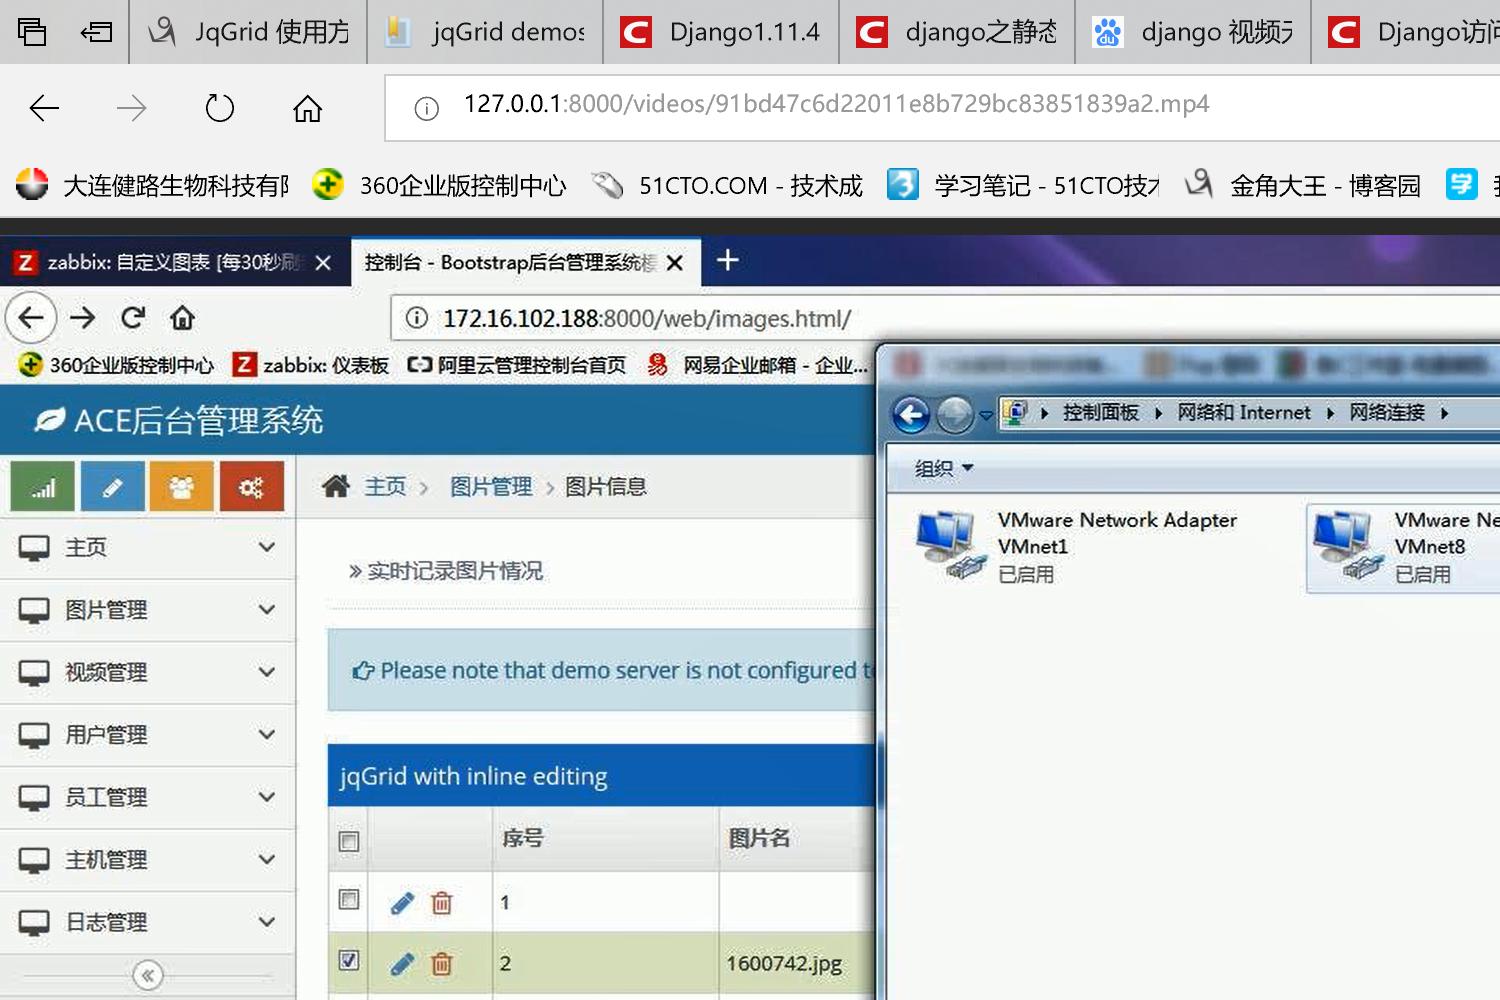 JqGrid 使用方
jqGrid demos
Django1.11.4
django之静态
django 视频
Django访问
127.0.0.1:8000/videos/91bd47c6d22011e8b729bc83851839a2.mp4
大连健路生物科技有
360企业版控制中心
51CTO.COM - 技术成
学习笔记 - 51CTO技
金角大王 - 博客园
学
zabbix: 自定义图表 [每30秒刷
控制台 - Bootstrap后台管理系统模
172.16.102.188:8000/web/images.html/
360企业版控制中心
zabbix: 仪表板
阿里云管理控制台首页
网易企业邮箱 - 企业...
ACE后台管理系统
控制面板
网络和 Internet
网络连接
组织
主页
图片管理
图片信息
VMware Network Adapter
VMnet1
已启用
VMware Ne
VMnet8
已启用
主页
图片管理
视频管理
用户管理
员工管理
主机管理
日志管理
实时记录图片情况
Please note that demo server is not configured t
jqGrid with inline editing
序号
图片名
1
2
1600742.jpg